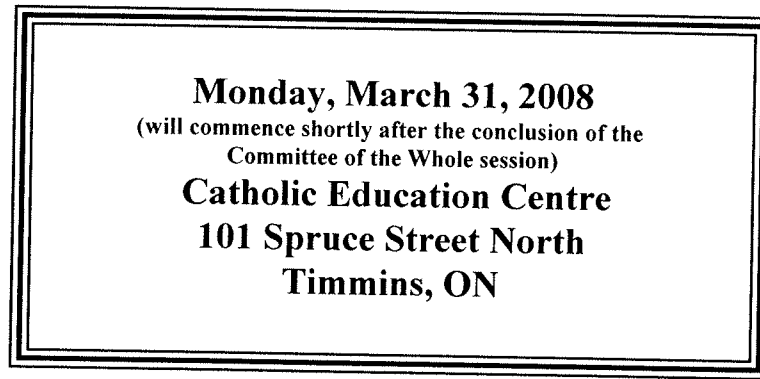 Monday, March 31, 2008
(will commence shortly after the conclusion of the
Committee of the Whole session)
Catholic Education Centre
101 Spruce Street North
Timmins, ON